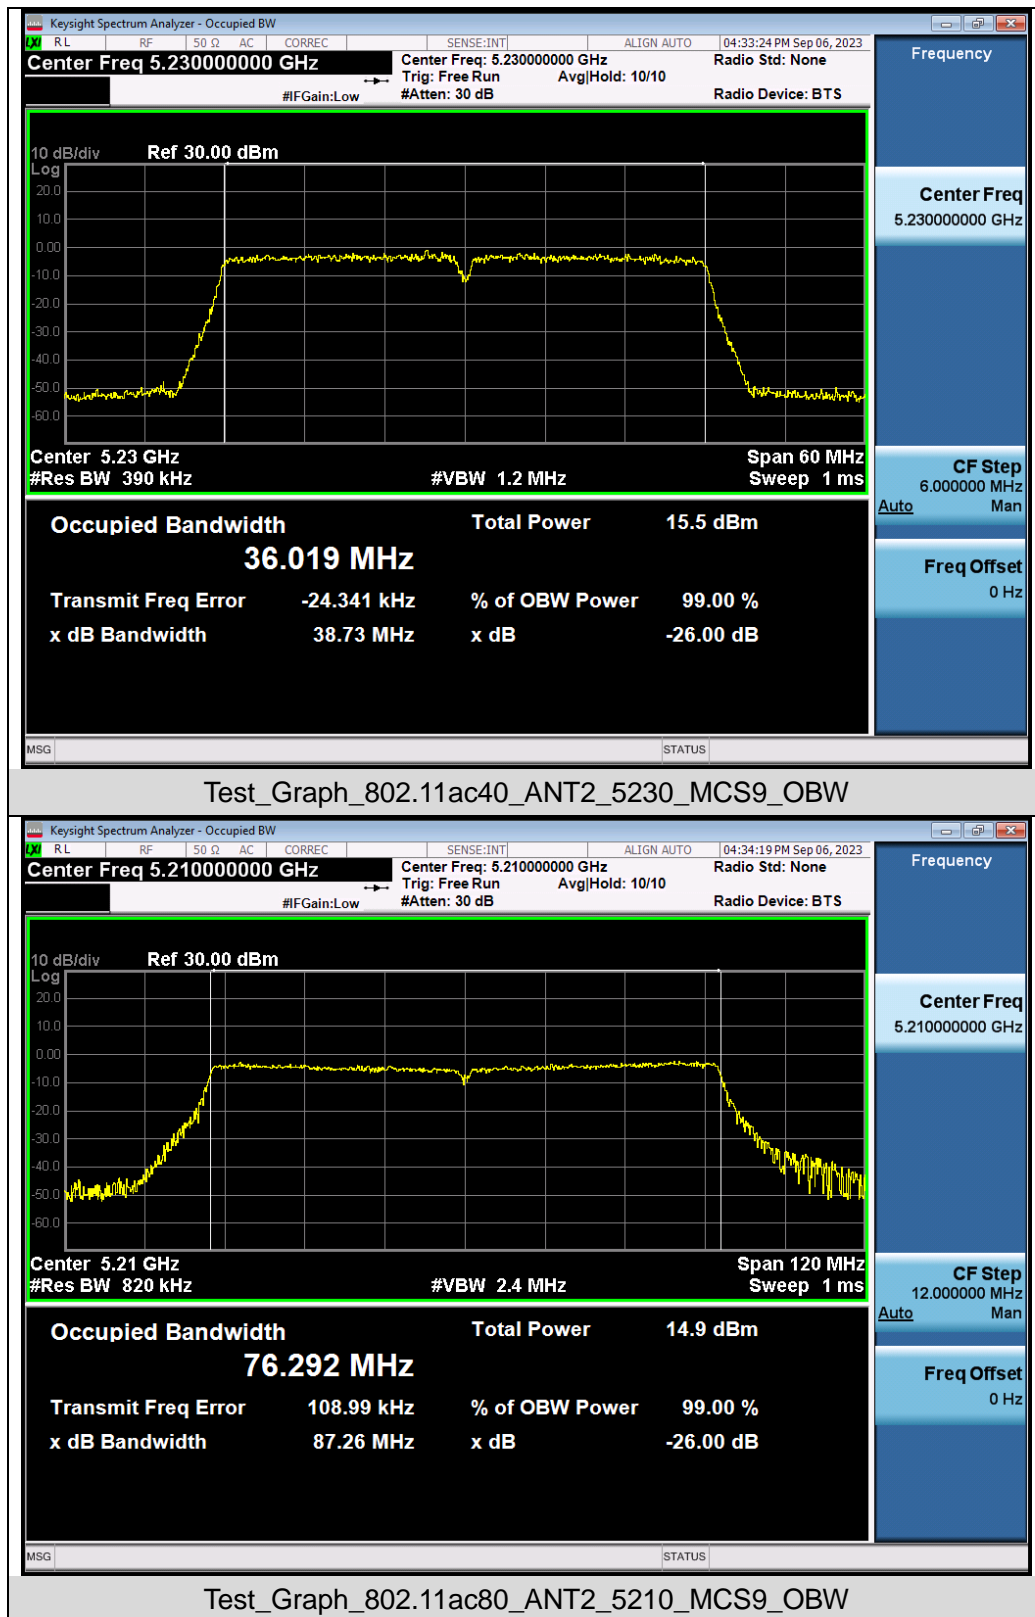 Keysight Spectrum Analyzer - Occupied BW
LXI RL RF 50 Ω AC CORREC SENSE:INT ALIGN AUTO 04:33:24 PM Sep 06, 2023
Center Freq 5.230000000 GHz Center Freq: 5.230000000 GHz Radio Std: None
Trig: Free Run Avg|Hold: 10/10
#IFGain:Low #Atten: 30 dB Radio Device: BTS
Frequency
10 dB/div Ref 30.00 dBm
Log
20.0
10.0
0.00
-10.0
-20.0
-30.0
-40.0
-50.0
-60.0
Center Freq
5.230000000 GHz
Center 5.23 GHz Span 60 MHz
#Res BW 390 kHz #VBW 1.2 MHz Sweep 1 ms
CF Step
6.000000 MHz
Auto Man
Freq Offset
0 Hz
Occupied Bandwidth Total Power 15.5 dBm
36.019 MHz
Transmit Freq Error -24.341 kHz % of OBW Power 99.00 %
x dB Bandwidth 38.73 MHz x dB -26.00 dB
MSG STATUS
Test_Graph_802.11ac40_ANT2_5230_MCS9_OBW
Keysight Spectrum Analyzer - Occupied BW
LXI RL RF 50 Ω AC CORREC SENSE:INT ALIGN AUTO 04:34:19 PM Sep 06, 2023
Center Freq 5.210000000 GHz Center Freq: 5.210000000 GHz Radio Std: None
Trig: Free Run Avg|Hold: 10/10
#IFGain:Low #Atten: 30 dB Radio Device: BTS
Frequency
10 dB/div Ref 30.00 dBm
Log
20.0
10.0
0.00
-10.0
-20.0
-30.0
-40.0
-50.0
-60.0
Center Freq
5.210000000 GHz
Center 5.21 GHz Span 120 MHz
#Res BW 820 kHz #VBW 2.4 MHz Sweep 1 ms
CF Step
12.000000 MHz
Auto Man
Freq Offset
0 Hz
Occupied Bandwidth Total Power 14.9 dBm
76.292 MHz
Transmit Freq Error 108.99 kHz % of OBW Power 99.00 %
x dB Bandwidth 87.26 MHz x dB -26.00 dB
MSG STATUS
Test_Graph_802.11ac80_ANT2_5210_MCS9_OBW